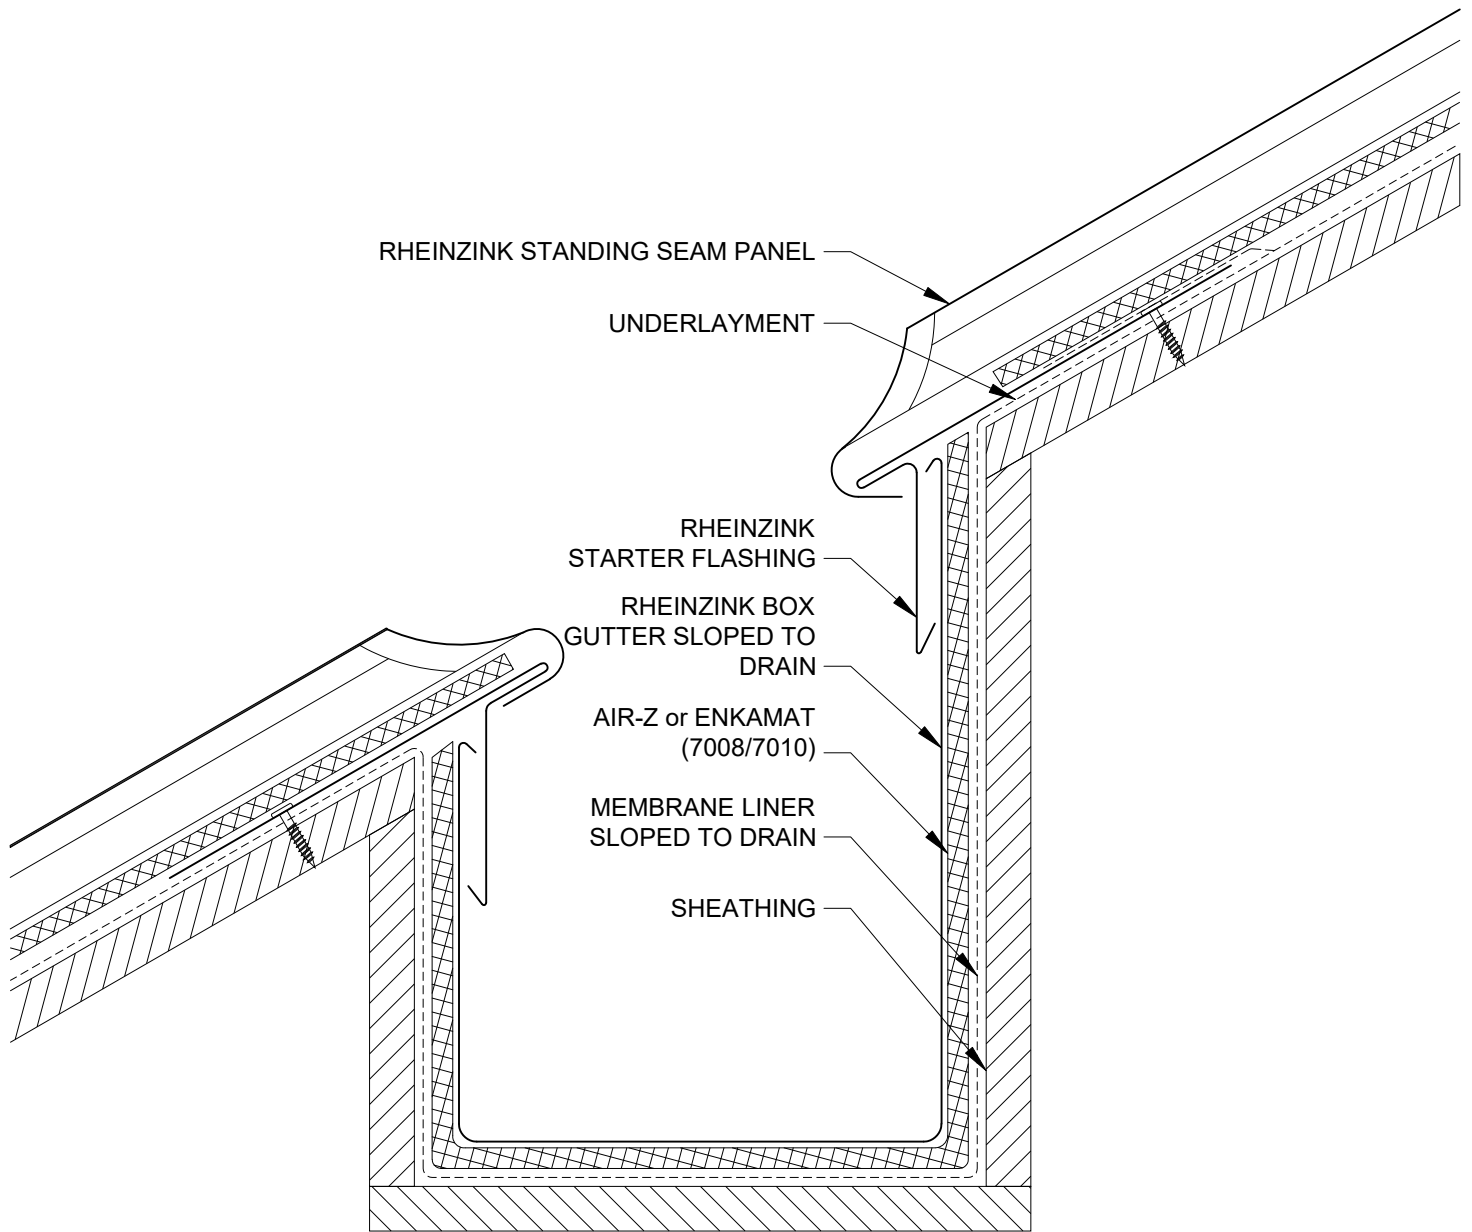 RHEINZINK STANDING SEAM PANEL
UNDERLAYMENT
RHEINZINK
STARTER FLASHING
RHEINZINK BOX
GUTTER SLOPED TO
DRAIN
AIR-Z or ENKAMAT
(7008/7010)
MEMBRANE LINER
SLOPED TO DRAIN
SHEATHING